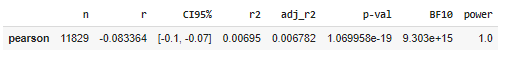 n r CI95% r2 adj_r2 p-val BF10 power
pearson 11829 -0.083364 [-0.1, -0.07] 0.00695 0.006782 1.069958e-19 9.303e+15 1.0